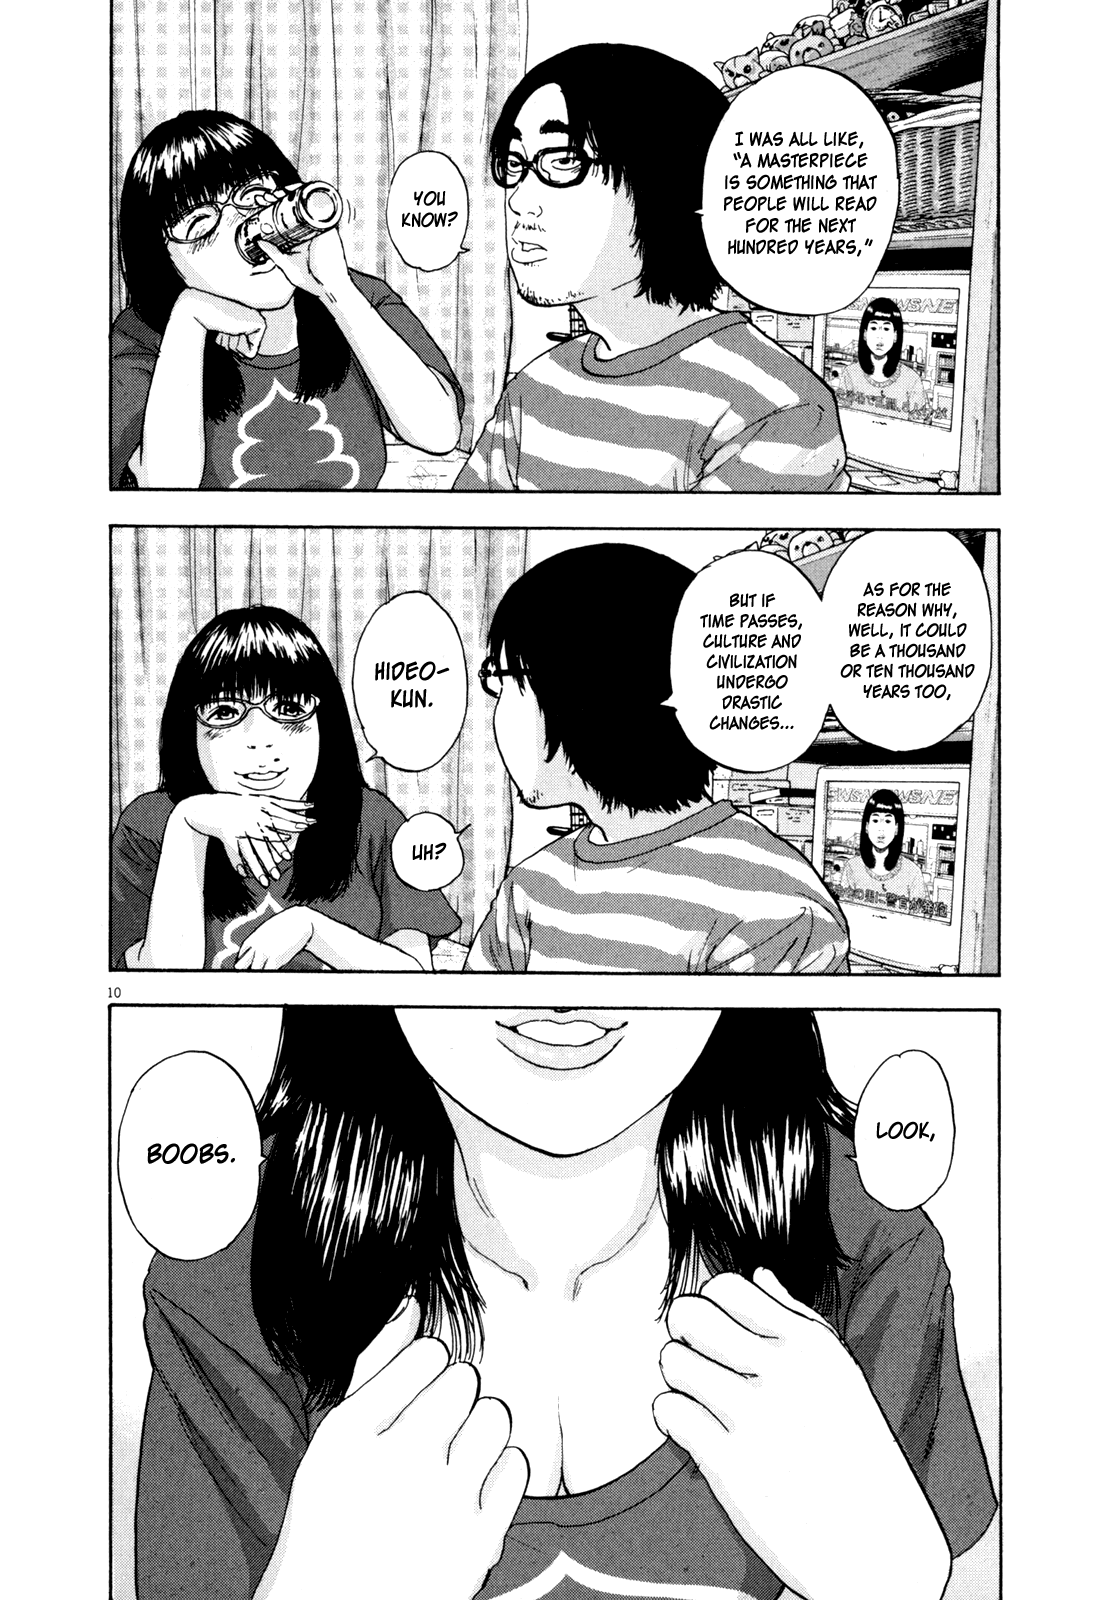 I WAS ALL LIKE,
"A MASTERPIECE
IS SOMETHING THAT
PEOPLE WILL READ
FOR THE NEXT
HUNDRED YEARS,"
YOU
KNOW?
AS FOR THE
REASON WHY,
WELL, IT COULD
BE A THOUSAND
OR TEN THOUSAND
YEARS TOO,
BUT IF
TIME PASSES,
CULTURE AND
CIVILIZATION
UNDERGO
DRASTIC
CHANGES...
HIDEO-
KUN.
UH?
10
LOOK,
BOOBS.